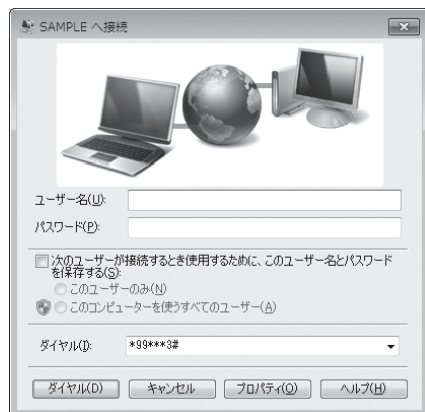 SAMPLE へ接続
ユーザー名(U):
パスワード(P):
次のユーザーが接続するとき使用するために、このユーザー名とパスワード
を保存する(S):
このユーザーのみ(N)
このコンピューターを使うすべてのユーザー(A)
ダイヤル(I): *99***3#
ダイヤル(D) キャンセル プロパティ(O) ヘルプ(H)